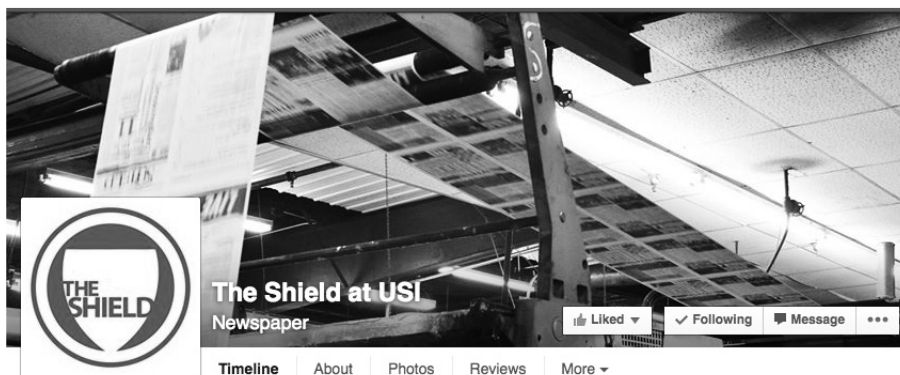 THE
SHIELD
The Shield at USI
Newspaper
Liked
Following
Message
Timeline
About
Photos
Reviews
More